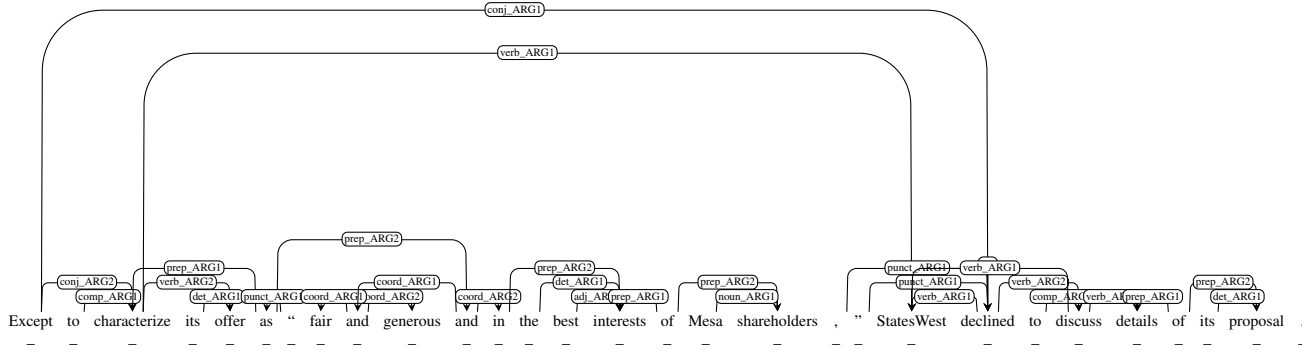 conj_ARG1
verb_ARG1
prep_ARG2
prep_ARG1 coord_ARG1 prep_ARG2 punct_ARG1 verb_ARG1
conj_ARG2 verb_ARG2 det_ARG1 prep_ARG2 punct_ARG1 verb_ARG2 prep_ARG2
comp_ARG1 det_ARG1 punct_ARG1 coord_ARG1 coord_ARG2 coord_ARG2 prep_ARG1 noun_ARG1 verb_ARG1 prep_ARG1 det_ARG1
Except to characterize its offer as “ fair and generous and in the best interests of Mesa shareholders , ” StatesWest declined to discuss details of its proposal .